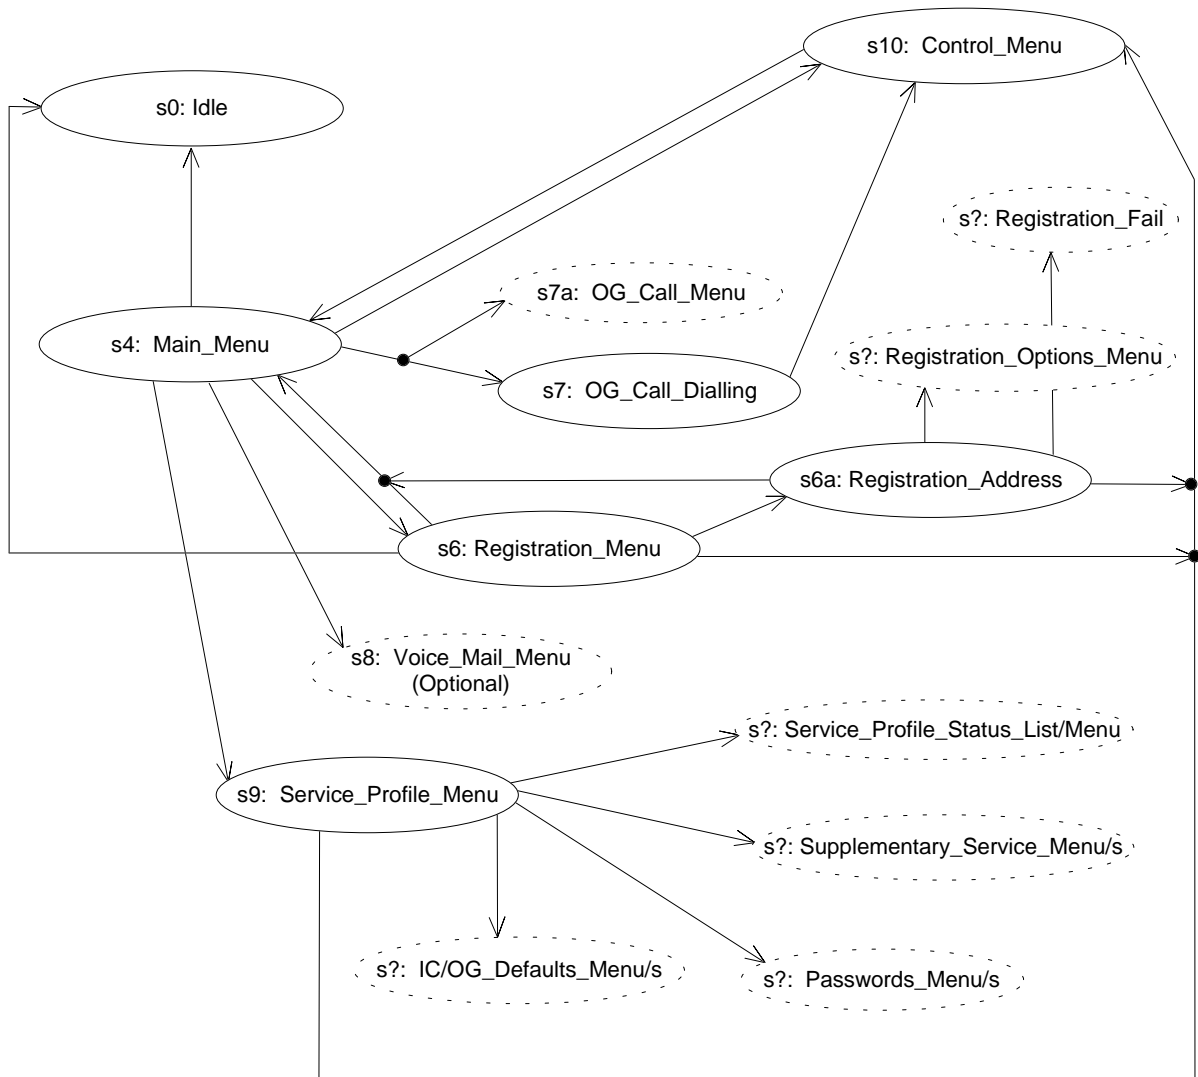 s10: Control_Menu
s0: Idle
s?: Registration_Fail
s7a: OG_Call_Menu
s4: Main_Menu
s?: Registration_Options_Menu
s7: OG_Call_Dialling
s6a: Registration_Address
s6: Registration_Menu
s8: Voice_Mail_Menu
(Optional)
s?: Service_Profile_Status_List/Menu
s9: Service_Profile_Menu
s?: Supplementary_Service_Menu/s
s?: IC/OG_Defaults_Menu/s
s?: Passwords_Menu/s